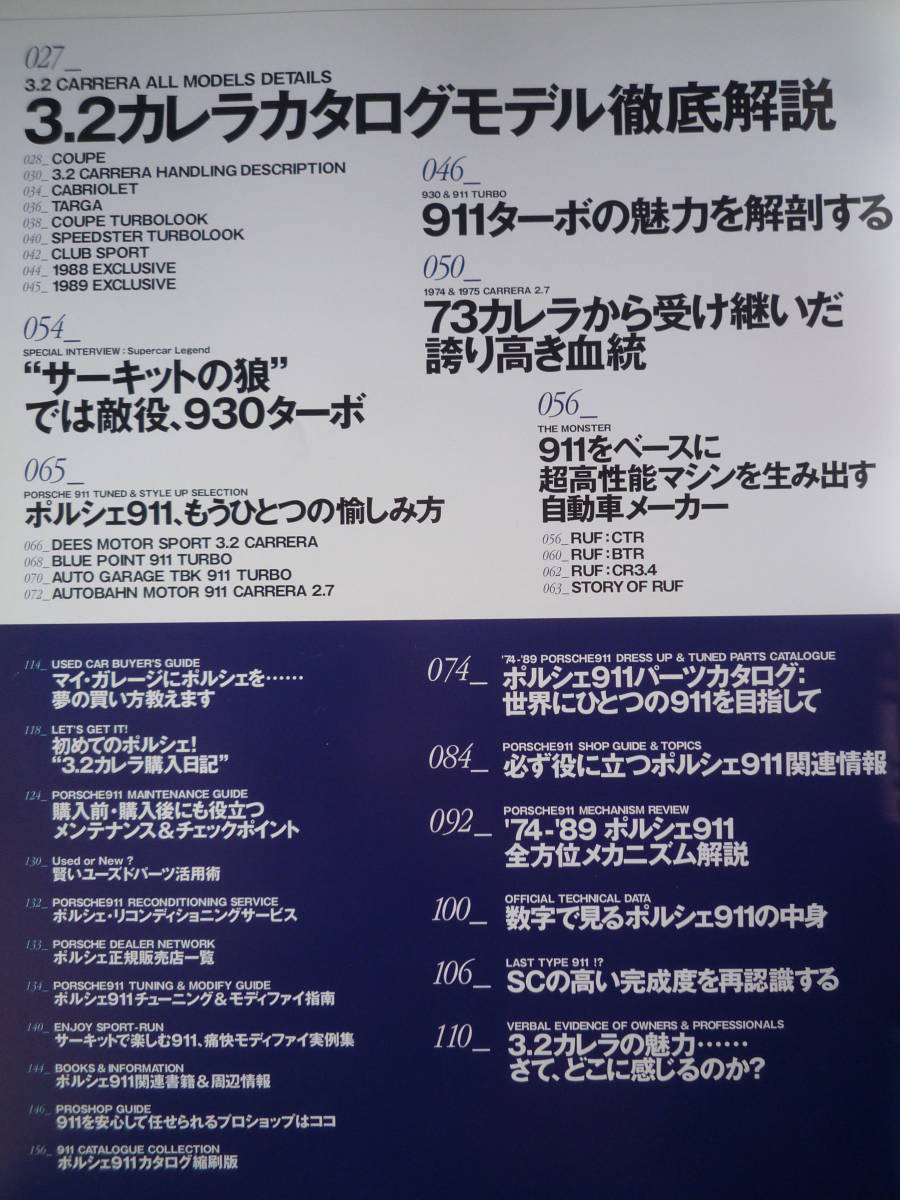 027_
3.2 CARRERA ALL MODELS DETAILS
3.2カレラカタログモデル徹底解説
028_ COUPE
030_ 3.2 CARRERA HANDLING DESCRIPTION
034_ CABRIOLET
036_ TARGA
038_ COUPE TURBOLOOK
040_ SPEEDSTER TURBOLOOK
042_ CLUB SPORT
044_ 1988 EXCLUSIVE
045_ 1989 EXCLUSIVE
046_
930 & 911 TURBO
911ターボの魅力を解剖する
050_
1974 & 1975 CARRERA 2.7
73カレラから受け継いだ
誇り高き血統
054_
SPECIAL INTERVIEW : Supercar Legend
“サーキットの狼”
では敵役、930ターボ
056_
THE MONSTER
911をベースに
超高性能マシンを生み出す
自動車メーカー
056_ RUF : CTR
060_ RUF : BTR
062_ RUF : CR3.4
063_ STORY OF RUF
065_
PORSCHE 911 TUNED & STYLE UP SELECTION
ポルシェ911、もうひとつの愉しみ方
066_ DEES MOTOR SPORT 3.2 CARRERA
068_ BLUE POINT 911 TURBO
070_ AUTO GARAGE TBK 911 TURBO
072_ AUTOBAHN MOTOR 911 CARRERA 2.7
074_
'74-'89 PORSCHE911 DRESS UP & TUNED PARTS CATALOGUE
ポルシェ911パーツカタログ:
世界にひとつの911を目指して
084_
PORSCHE911 SHOP GUIDE & TOPICS
必ず役に立つポルシェ911関連情報
092_
PORSCHE911 MECHANISM REVIEW
'74-'89 ポルシェ911
全方位メカニズム解説
100_
OFFICIAL TECHNICAL DATA
数字で見るポルシェ911の中身
106_
LAST TYPE 911 !?
SCの高い完成度を再認識する
110_
VERBAL EVIDENCE OF OWNERS & PROFESSIONALS
3.2カレラの魅力……
さて、どこに感じるのか?
114_ USED CAR BUYER'S GUIDE
マイ・ガレージにポルシェを……
夢の買い方教えます
118_ LET'S GET IT!
初めてのポルシェ!
“3.2カレラ購入日記”
124_ PORSCHE911 MAINTENANCE GUIDE
購入前・購入後にも役立つ
メンテナンス&チェックポイント
130_ Used or New ?
賢いユーズドパーツ活用術
132_ PORSCHE911 RECONDITIONING SERVICE
ポルシェ・リコンディショニングサービス
133_ PORSCHE DEALER NETWORK
ポルシェ正規販売店一覧
134_ PORSCHE911 TUNING & MODIFY GUIDE
ポルシェ911チューニング&モディファイ指南
140_ ENJOY SPORT-RUN
サーキットで楽しむ911、痛快モディファイ実例集
144_ BOOKS & INFORMATION
ポルシェ911関連書籍&周辺情報
146_ PROSHOP GUIDE
911を安心して任せられるプロショップはココ
156_ 911 CATALOGUE COLLECTION
ポルシェ911カタログ縮刷版